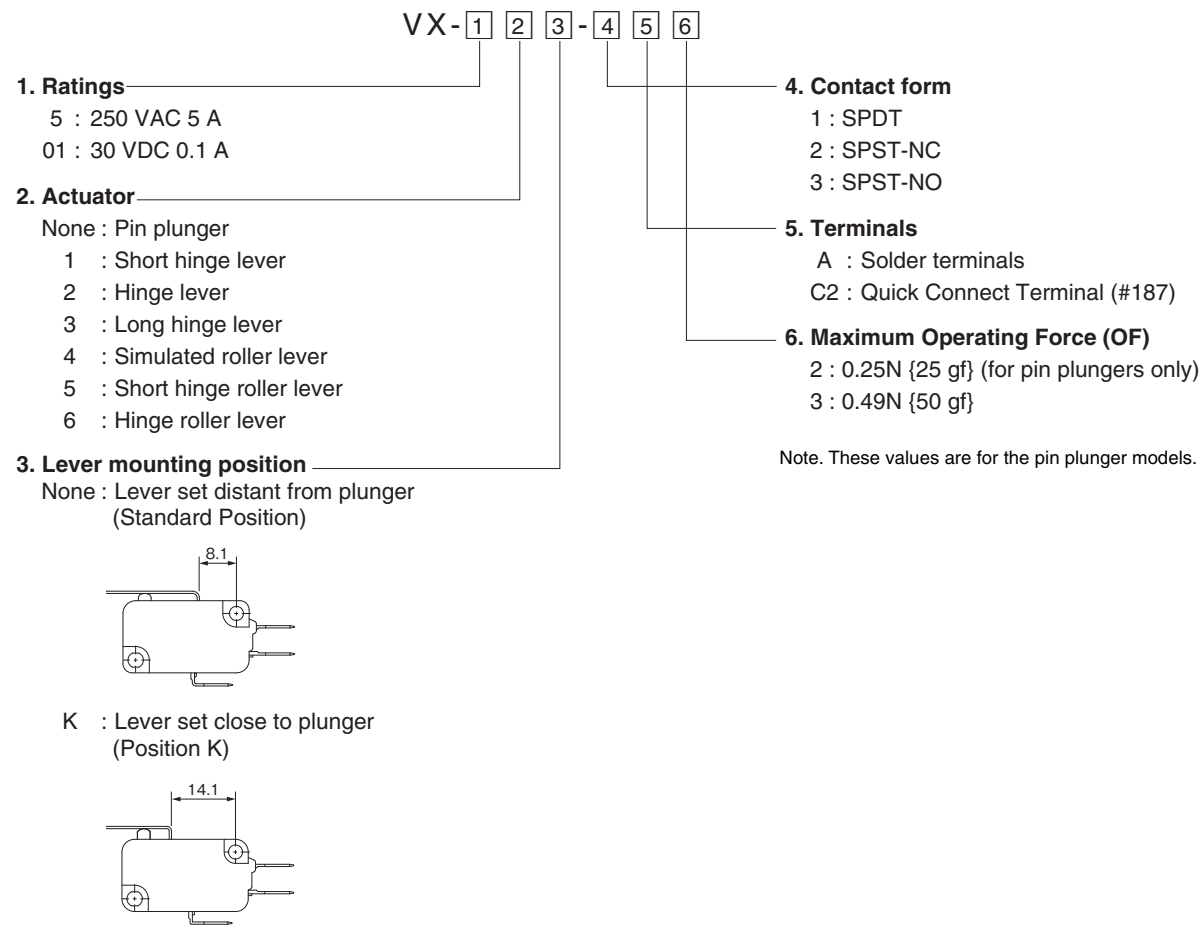 VX-1 2 3-4 5 6
1. Ratings
5 : 250 VAC 5 A
01 : 30 VDC 0.1 A
2. Actuator
None : Pin plunger
1 : Short hinge lever
2 : Hinge lever
3 : Long hinge lever
4 : Simulated roller lever
5 : Short hinge roller lever
6 : Hinge roller lever
3. Lever mounting position
None : Lever set distant from plunger
(Standard Position)
8.1
K : Lever set close to plunger
(Position K)
14.1
4. Contact form
1 : SPDT
2 : SPST-NC
3 : SPST-NO
5. Terminals
A : Solder terminals
C2 : Quick Connect Terminal (#187)
6. Maximum Operating Force (OF)
2 : 0.25N {25 gf} (for pin plungers only)
3 : 0.49N {50 gf}
Note. These values are for the pin plunger models.